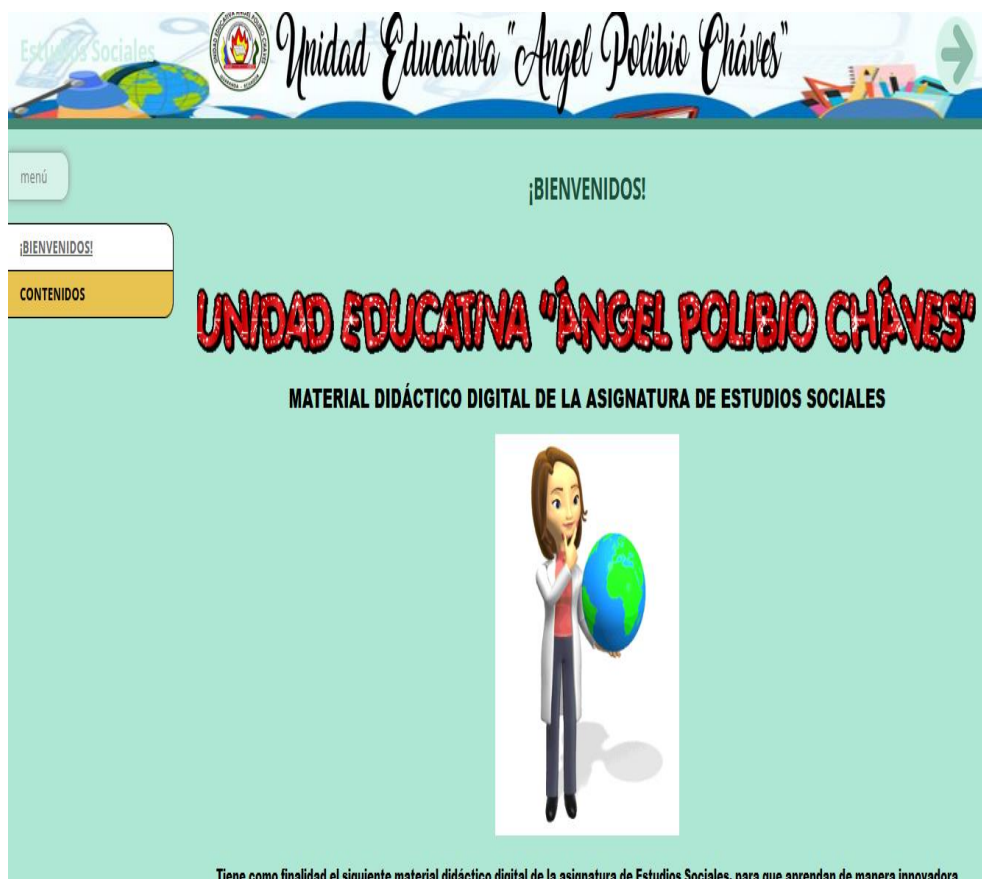 Estudios Sociales
Unidad Educativa "Ángel Polibio Cháves"
menú
¡BIENVENIDOS!
¡BIENVENIDOS!
CONTENIDOS
UNIDAD EDUCATIVA "ÁNGEL POLIBIO CHÁVES"
MATERIAL DIDÁCTICO DIGITAL DE LA ASIGNATURA DE ESTUDIOS SOCIALES
Tiene como finalidad el siguiente material didáctico digital de la asignatura de Estudios Sociales, para que aprendan de manera innovadora